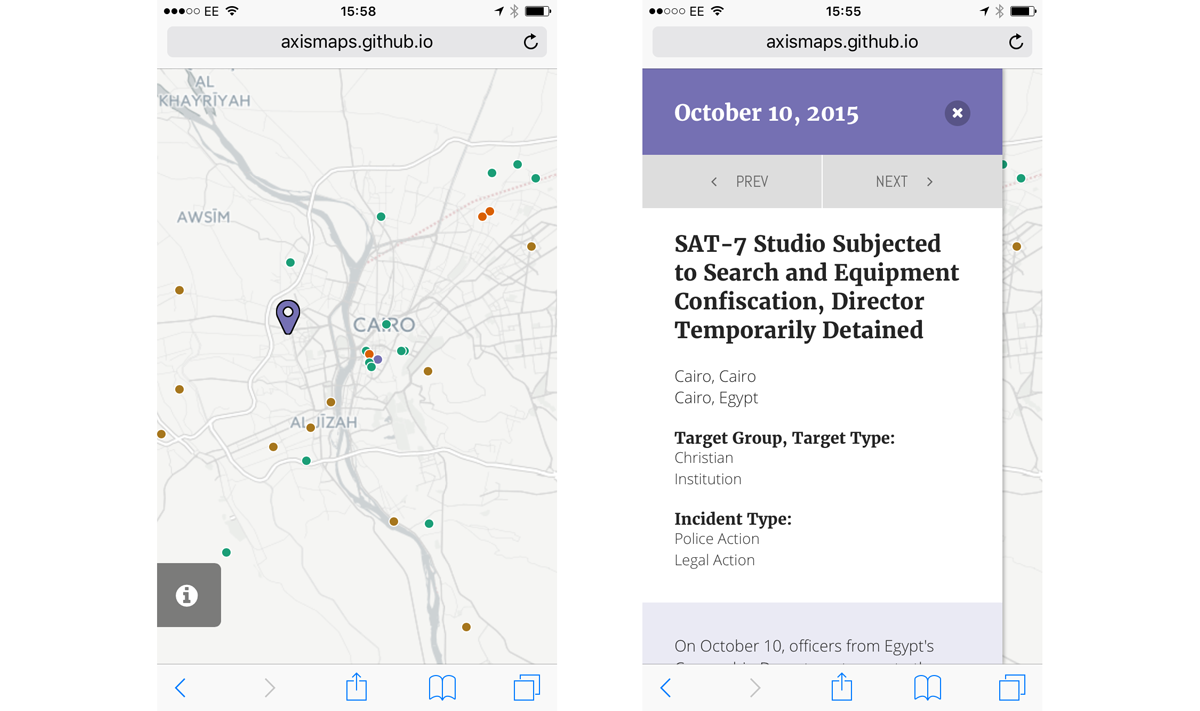 EE 15:58
axismaps.github.io
AL
KHAYRĪYAH
AWSĪM
CAIRO
AL JĪZAH
EE 15:55
axismaps.github.io
October 10, 2015
PREV NEXT
SAT-7 Studio Subjected
to Search and Equipment
Confiscation, Director
Temporarily Detained
Cairo, Cairo
Cairo, Egypt
Target Group, Target Type:
Christian
Institution
Incident Type:
Police Action
Legal Action
On October 10, officers from Egypt's